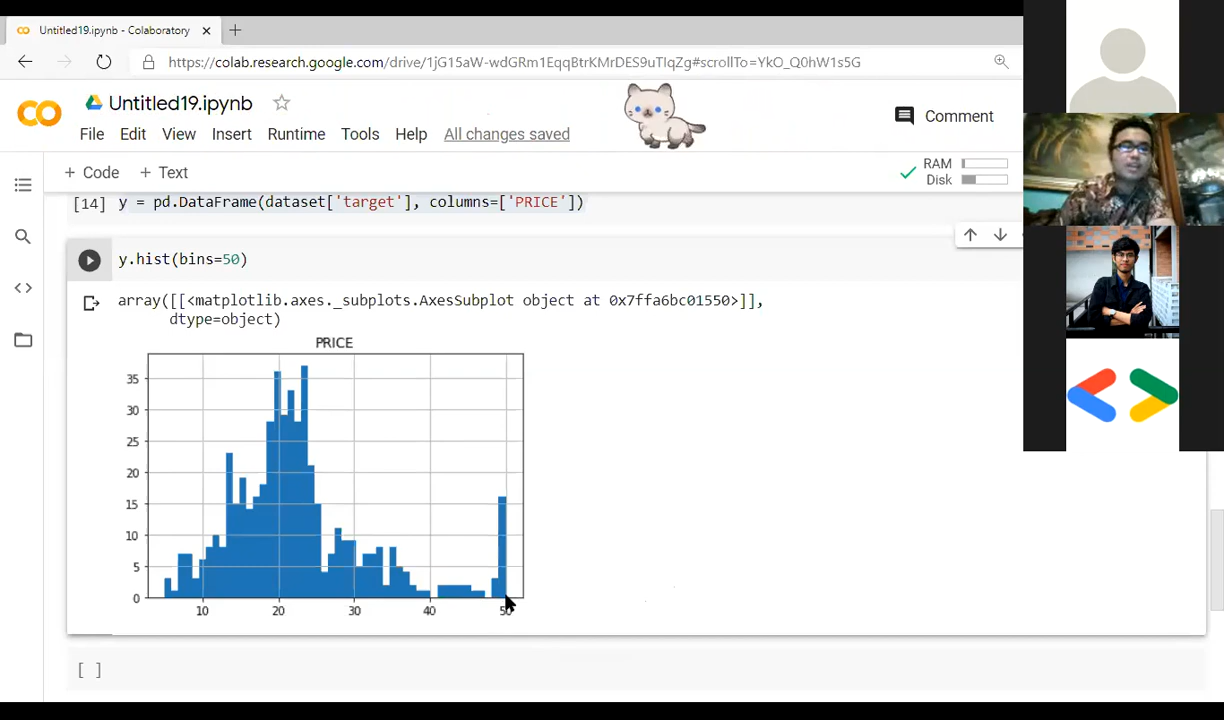 Untitled19.ipynb - Colaboratory
https://colab.research.google.com/drive/1jG15aW-wdGRm1EqqBtrKMrDES9uTlqZg#scrollTo=YkO_Q0hW1s5G
CO
Untitled19.ipynb
File Edit View Insert Runtime Tools Help All changes saved
Comment
+ Code + Text
RAM
Disk
[14] y = pd.DataFrame(dataset['target'], columns=['PRICE'])
y.hist(bins=50)
array([[<matplotlib.axes._subplots.AxesSubplot object at 0x7ffa6bc01550>]],
dtype=object)
PRICE
35
30
25
20
15
10
5
0
10 20 30 40 50
[ ]